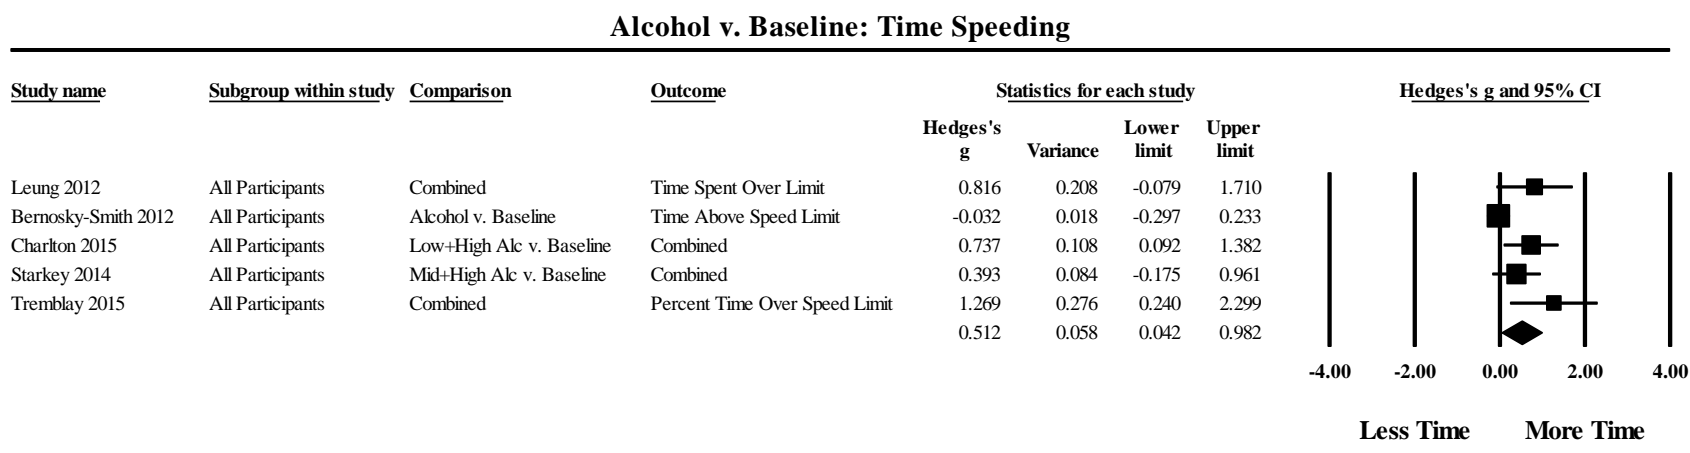 Alcohol v. Baseline: Time Speeding
Study name Subgroup within study Comparison Outcome Statistics for each study Hedges's g and 95% CI
Hedges's Lower Upper
g Variance limit limit
Leung 2012 All Participants Combined Time Spent Over Limit 0.816 0.208 -0.079 1.710
Bernosky-Smith 2012 All Participants Alcohol v. Baseline Time Above Speed Limit -0.032 0.018 -0.297 0.233
Charlton 2015 All Participants Low+High Alc v. Baseline Combined 0.737 0.108 0.092 1.382
Starkey 2014 All Participants Mid+High Alc v. Baseline Combined 0.393 0.084 -0.175 0.961
Tremblay 2015 All Participants Combined Percent Time Over Speed Limit 1.269 0.276 0.240 2.299
0.512 0.058 0.042 0.982
-4.00 -2.00 0.00 2.00 4.00
Less Time More Time